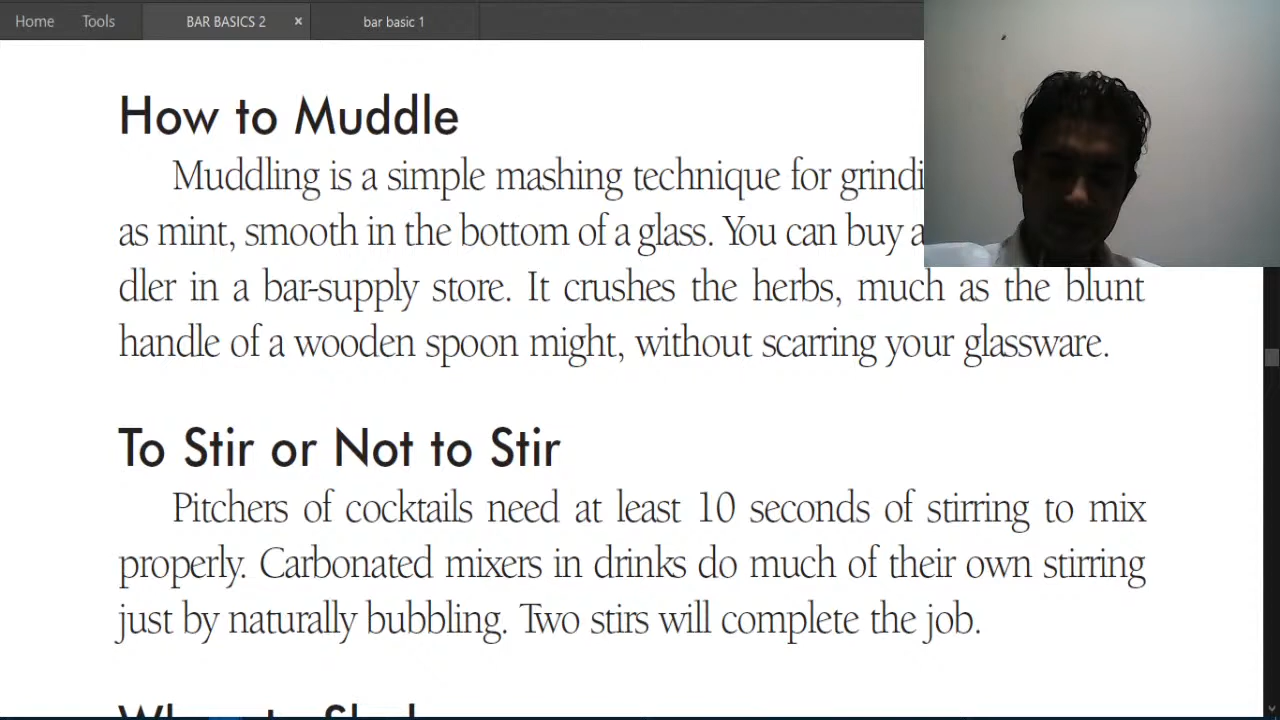 Home Tools BAR BASICS 2 × bar basic 1
How to Muddle
Muddling is a simple mashing technique for
as mint, smooth in the bottom of a glass. You can buy a
dler in a bar-supply store. It crushes the herbs, much as the blunt
handle of a wooden spoon might, without scarring your glassware.
To Stir or Not to Stir
Pitchers of cocktails need at least 10 seconds of stirring to mix
properly. Carbonated mixers in drinks do much of their own stirring
just by naturally bubbling. Two stirs will complete the job.